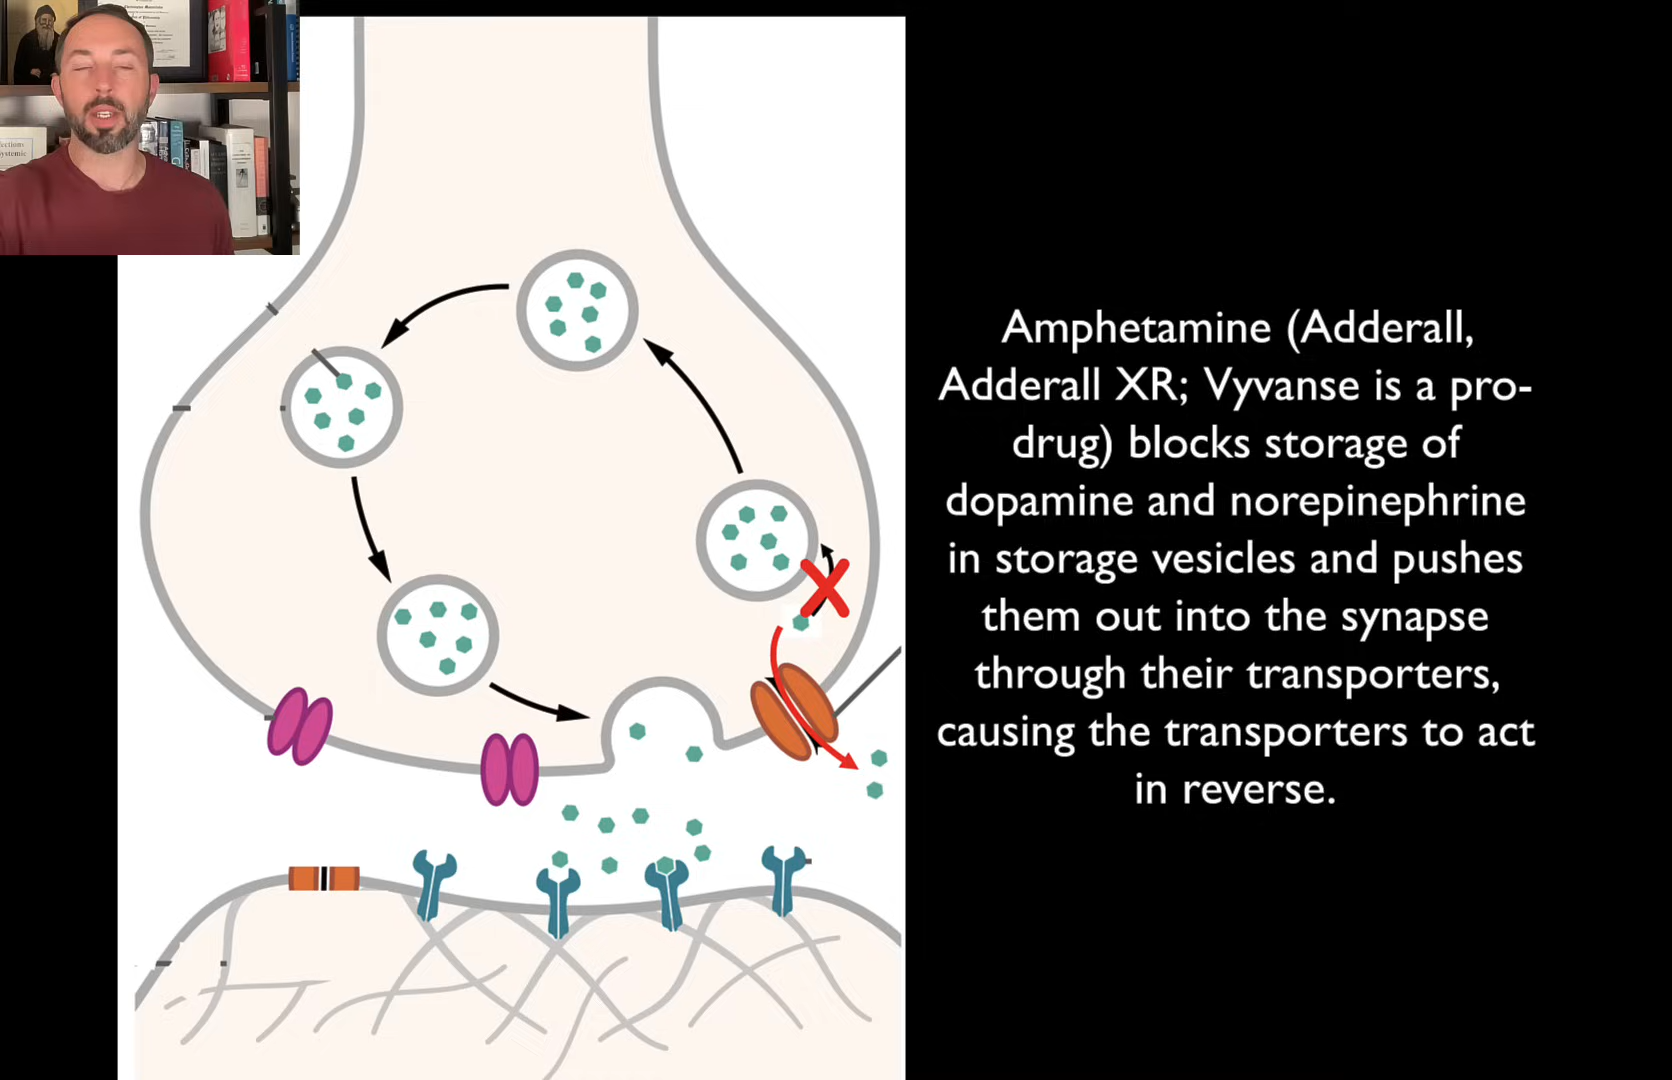 Amphetamine (Adderall,
Adderall XR; Vyvanse is a pro-
drug) blocks storage of
dopamine and norepinephrine
in storage vesicles and pushes
them out into the synapse
through their transporters,
causing the transporters to act
in reverse.